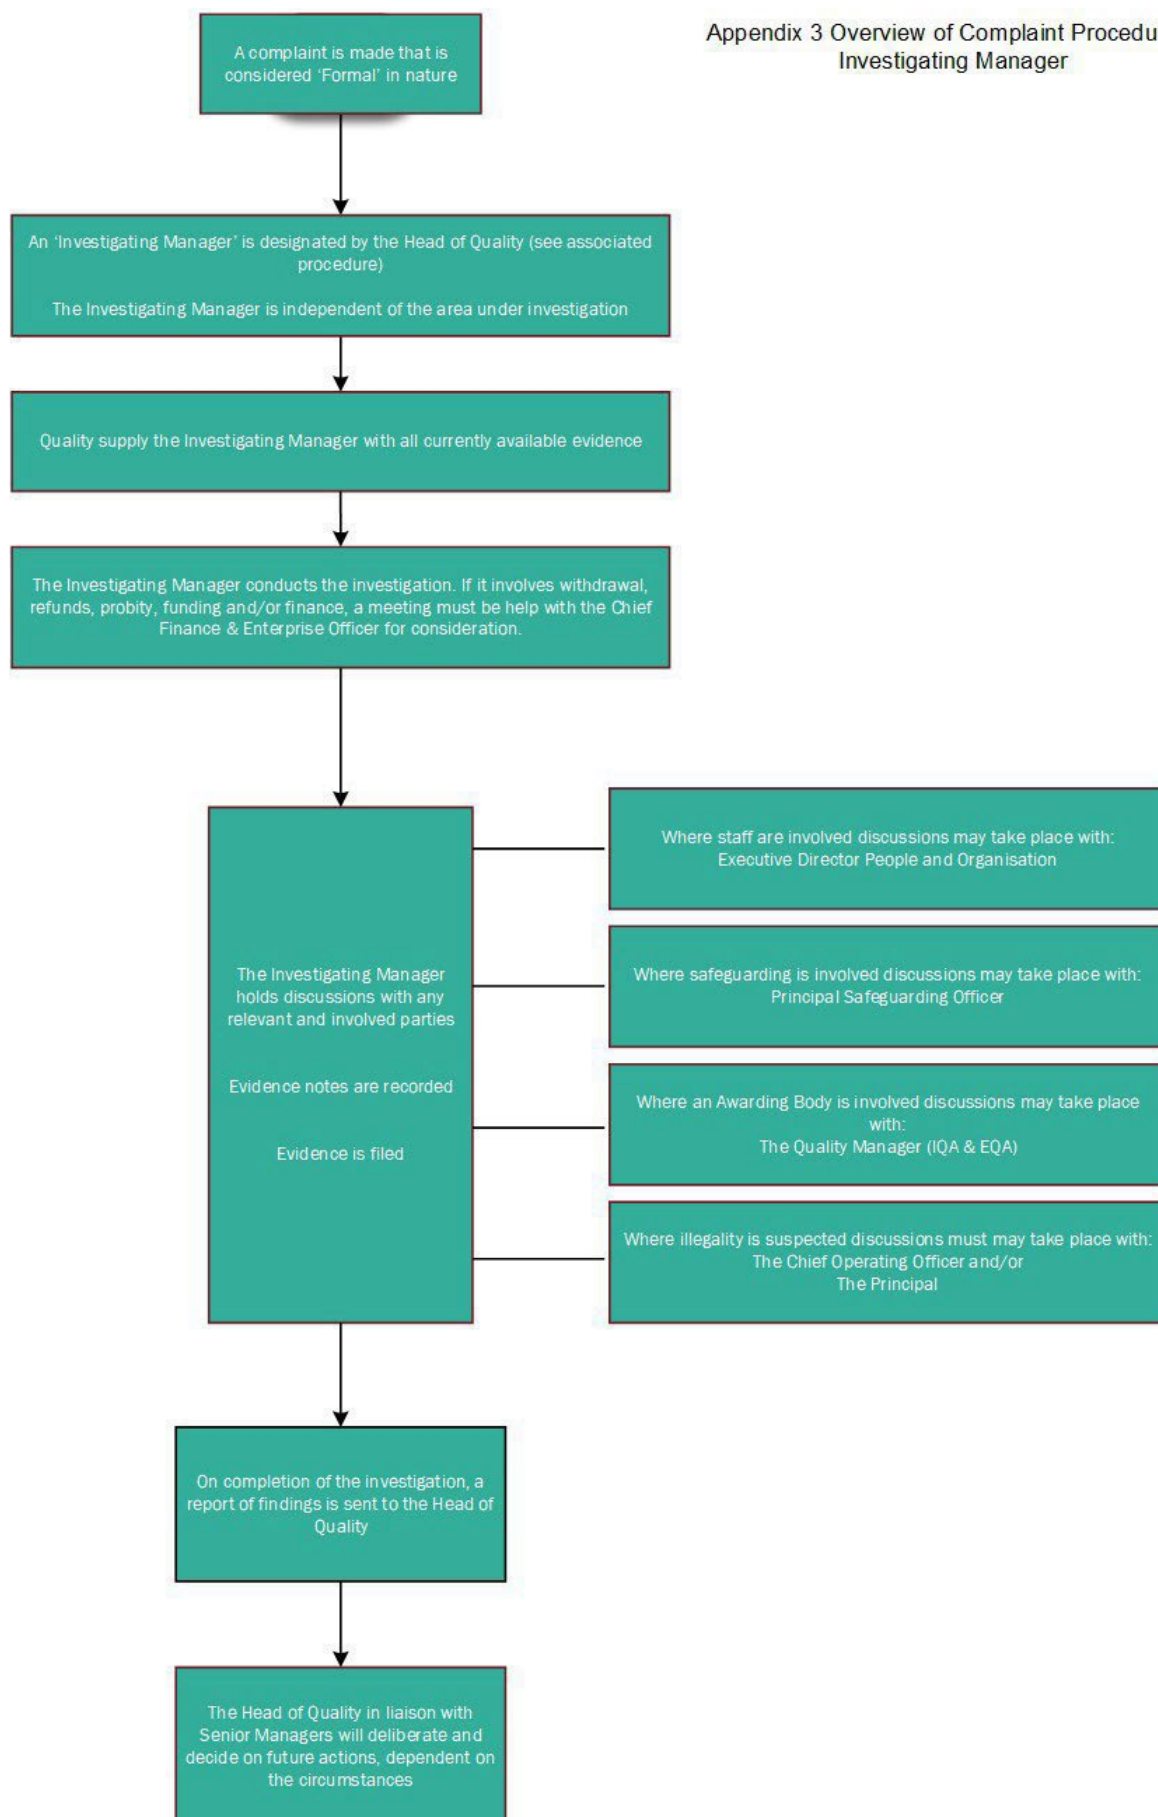 Appendix 3 Overview of Complaint Procedu
Investigating Manager
A complaint is made that is
considered ‘Formal’ in nature
An ‘Investigating Manager’ is designated by the Head of Quality (see associated
procedure)
The Investigating Manager is independent of the area under investigation
Quality supply the Investigating Manager with all currently available evidence
The Investigating Manager conducts the investigation. If it involves withdrawal,
refunds, probity, funding and/or finance, a meeting must be help with the Chief
Finance & Enterprise Officer for consideration.
The Investigating Manager
holds discussions with any
relevant and involved parties
Evidence notes are recorded
Evidence is filed
Where staff are involved discussions may take place with:
Executive Director People and Organisation
Where safeguarding is involved discussions may take place with:
Principal Safeguarding Officer
Where an Awarding Body is involved discussions may take place
with:
The Quality Manager (IQA & EQA)
Where illegality is suspected discussions must may take place with:
The Chief Operating Officer and/or
The Principal
On completion of the investigation, a
report of findings is sent to the Head of
Quality
The Head of Quality in liaison with
Senior Managers will deliberate and
decide on future actions, dependent on
the circumstances